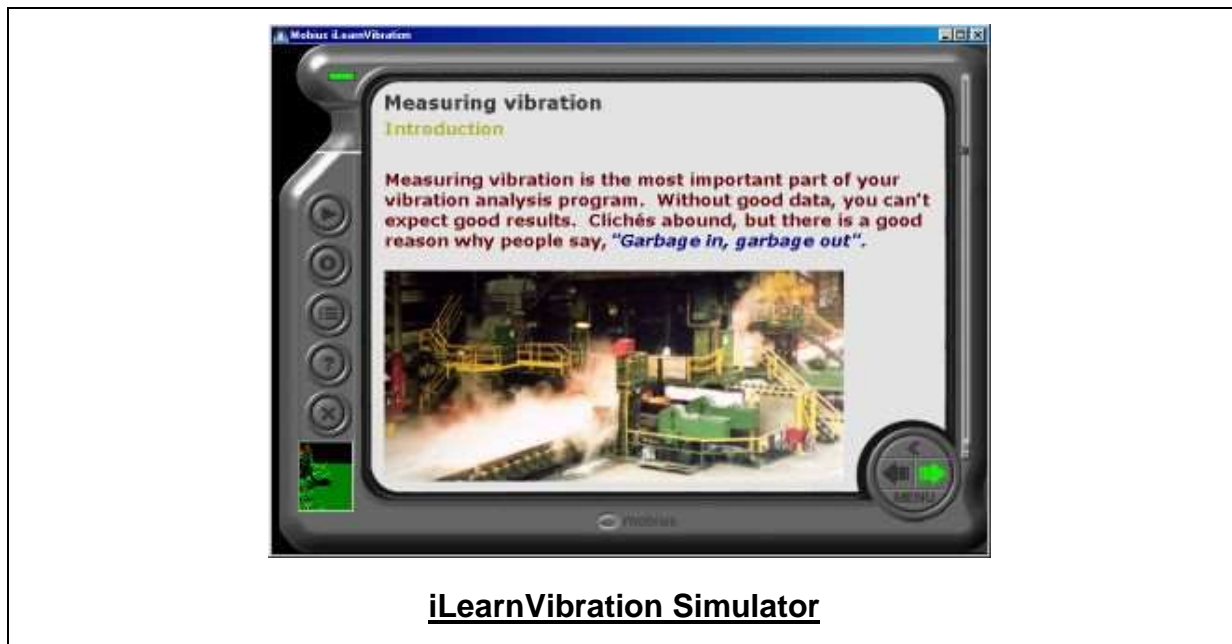 Mobius iLearnVibration
Measuring vibration
Introduction
Measuring vibration is the most important part of your
vibration analysis program.  Without good data, you can't
expect good results.  Clichés abound, but there is a good
reason why people say, "Garbage in, garbage out".
MENU
mobius
iLearnVibration Simulator